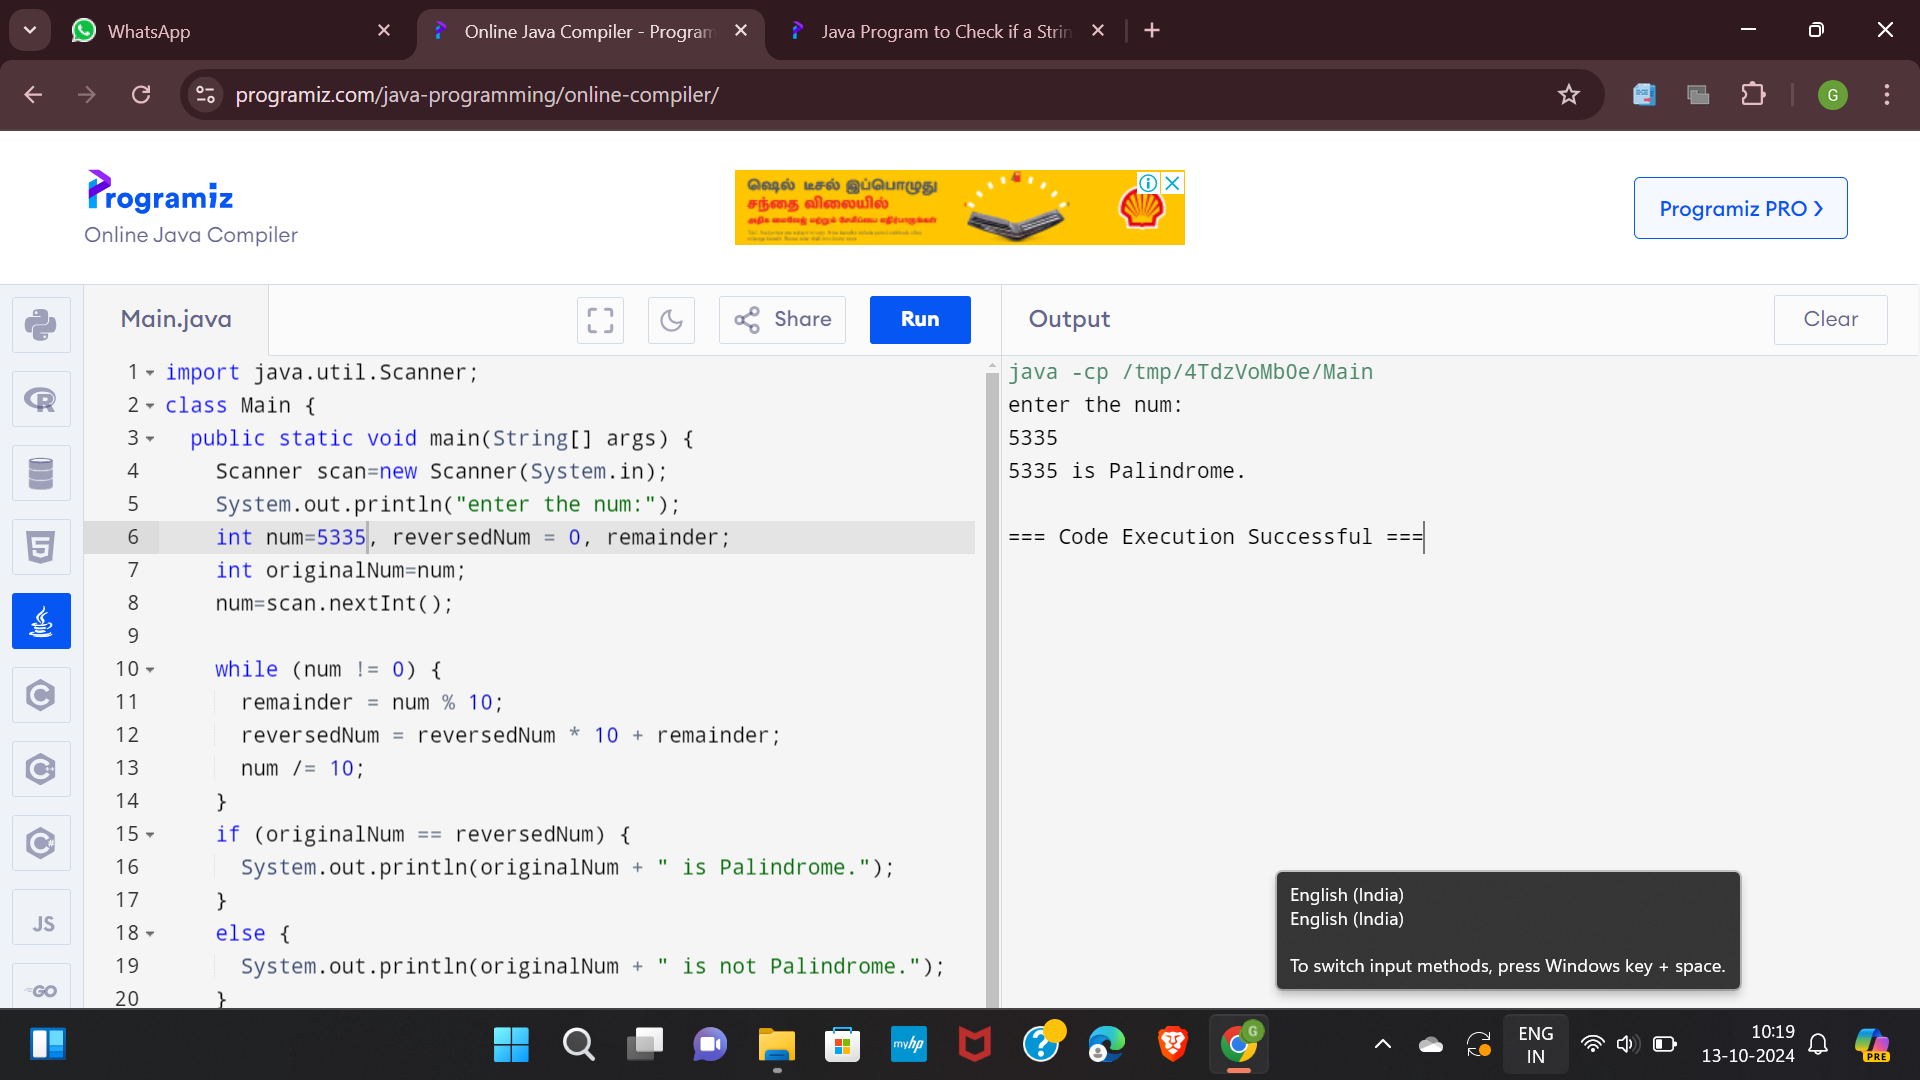 WhatsApp
Online Java Compiler - Program
Java Program to Check if a Strin
programiz.com/java-programming/online-compiler/
G
Programiz
Online Java Compiler
ஷெல் டீசல் இப்பொழுது
சந்தை விலையில்
Programiz PRO
Main.java
Share
Run
Output
Clear
1 import java.util.Scanner;
2 class Main {
3 public static void main(String[] args) {
4 Scanner scan=new Scanner(System.in);
5 System.out.println("enter the num:");
6 int num=5335, reversedNum = 0, remainder;
7 int originalNum=num;
8 num=scan.nextInt();
9
10 while (num != 0) {
11 remainder = num % 10;
12 reversedNum = reversedNum * 10 + remainder;
13 num /= 10;
14 }
15 if (originalNum == reversedNum) {
16 System.out.println(originalNum + " is Palindrome.");
17 }
18 else {
19 System.out.println(originalNum + " is not Palindrome.");
20 }
java -cp /tmp/4TdzVoMbOe/Main
enter the num:
5335
5335 is Palindrome.
=== Code Execution Successful ===
JS
GO
English (India)
English (India)
To switch input methods, press Windows key + space.
myhp
G
ENG
IN
10:19
13-10-2024
PRE